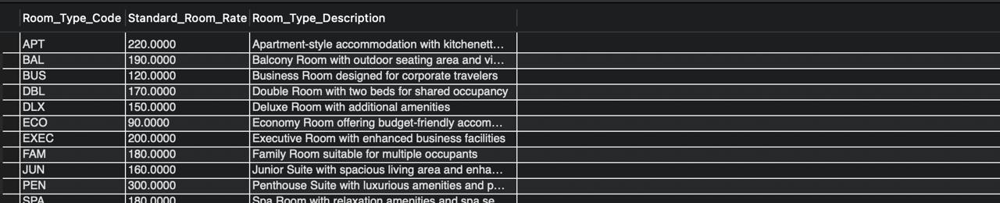 Room_Type_Code Standard_Room_Rate Room_Type_Description
APT 220.0000 Apartment-style accommodation with kitchenett...
BAL 190.0000 Balcony Room with outdoor seating area and vi...
BUS 120.0000 Business Room designed for corporate travelers
DBL 170.0000 Double Room with two beds for shared occupancy
DLX 150.0000 Deluxe Room with additional amenities
ECO 90.0000 Economy Room offering budget-friendly accom...
EXEC 200.0000 Executive Room with enhanced business facilities
FAM 180.0000 Family Room suitable for multiple occupants
JUN 160.0000 Junior Suite with spacious living area and enha...
PEN 300.0000 Penthouse Suite with luxurious amenities and p...
SPA 180.0000 Spa Room with relaxation amenities and spa se...